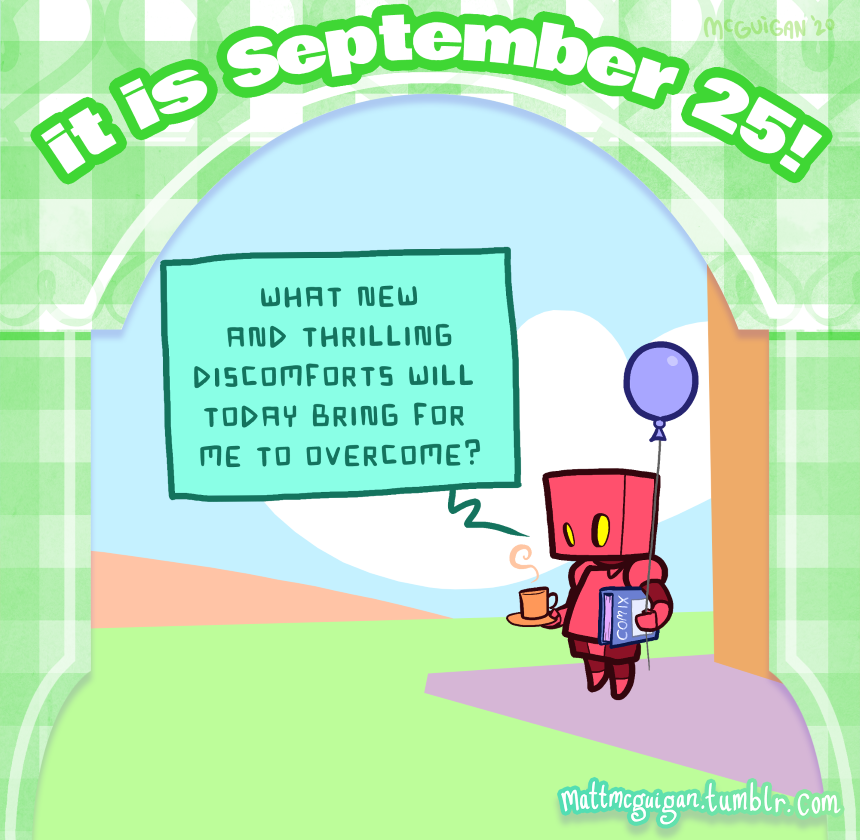 McGUiGAN '20
it is September 25!
WHAT NEW
AND THRILLING
DISCOMFORTS WILL
TODAY BRING FOR
ME TO OVERCOME?
COMIX
mattmcguigan.tumblr.com